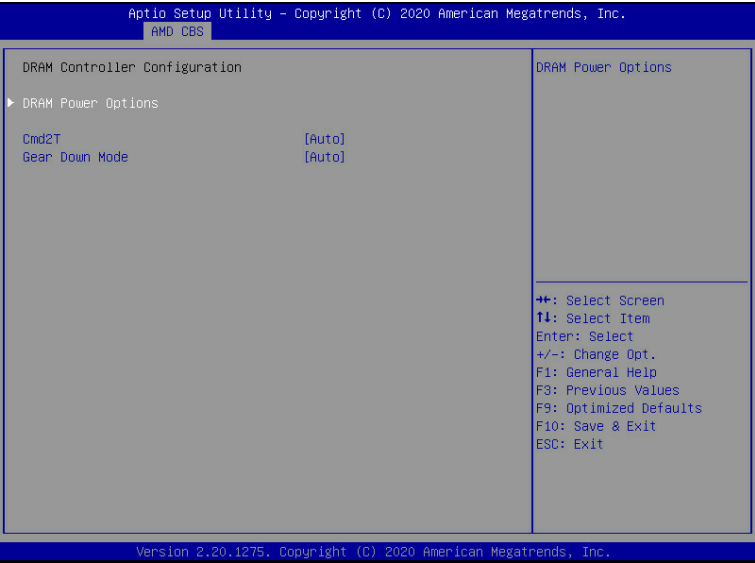 Aptio Setup Utility – Copyright (C) 2020 American Megatrends, Inc.
AMD CBS
DRAM Controller Configuration
DRAM Power Options
Cmd2T [Auto]
Gear Down Mode [Auto]
DRAM Power Options
→←: Select Screen
↑↓: Select Item
Enter: Select
+/-: Change Opt.
F1: General Help
F3: Previous Values
F9: Optimized Defaults
F10: Save & Exit
ESC: Exit
Version 2.20.1275. Copyright (C) 2020 American Megatrends, Inc.